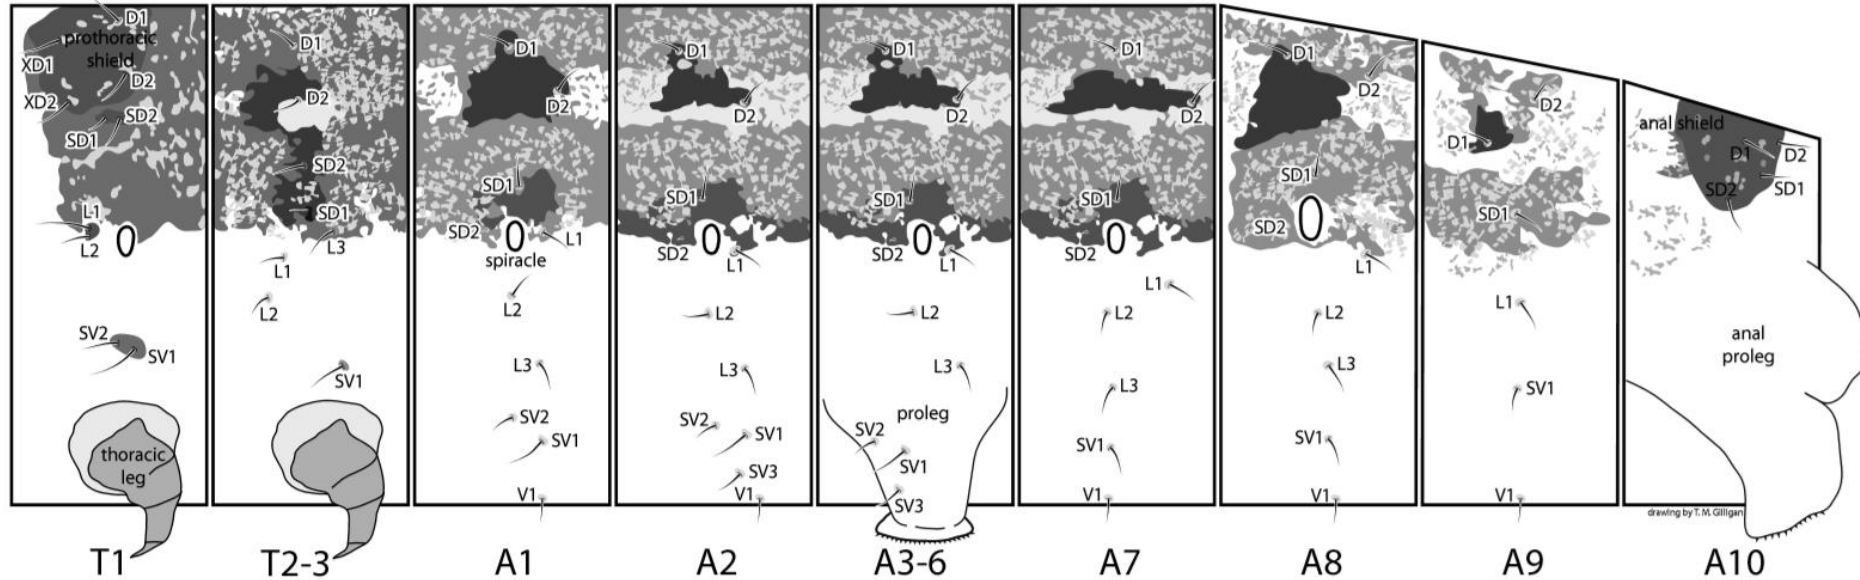 D1
prothoracic
shield
XD1
D2
XD2
SD2
SD1
L1
L2
SV2
SV1
thoracic
leg
T1
D1
D2
SD2
SD1
L3
L1
L2
SV1
T2-3
D1
D2
SD1
SD2
L1
spiracle
L2
L3
SV2
SV1
V1
A1
D1
D2
SD1
SD2
L1
L2
L3
SV2
SV1
SV3
V1
A2
D1
D2
SD1
SD2
L1
L2
L3
proleg
SV2
SV1
SV3
A3-6
D1
D2
SD1
SD2
L1
L2
L3
SV1
V1
A7
D1
D2
SD1
SD2
L1
L2
L3
SV1
V1
A8
D2
D1
SD1
L1
SV1
V1
A9
anal shield
D1
D2
SD2
SD1
anal
proleg
drawing by T. M. Gilligan
A10